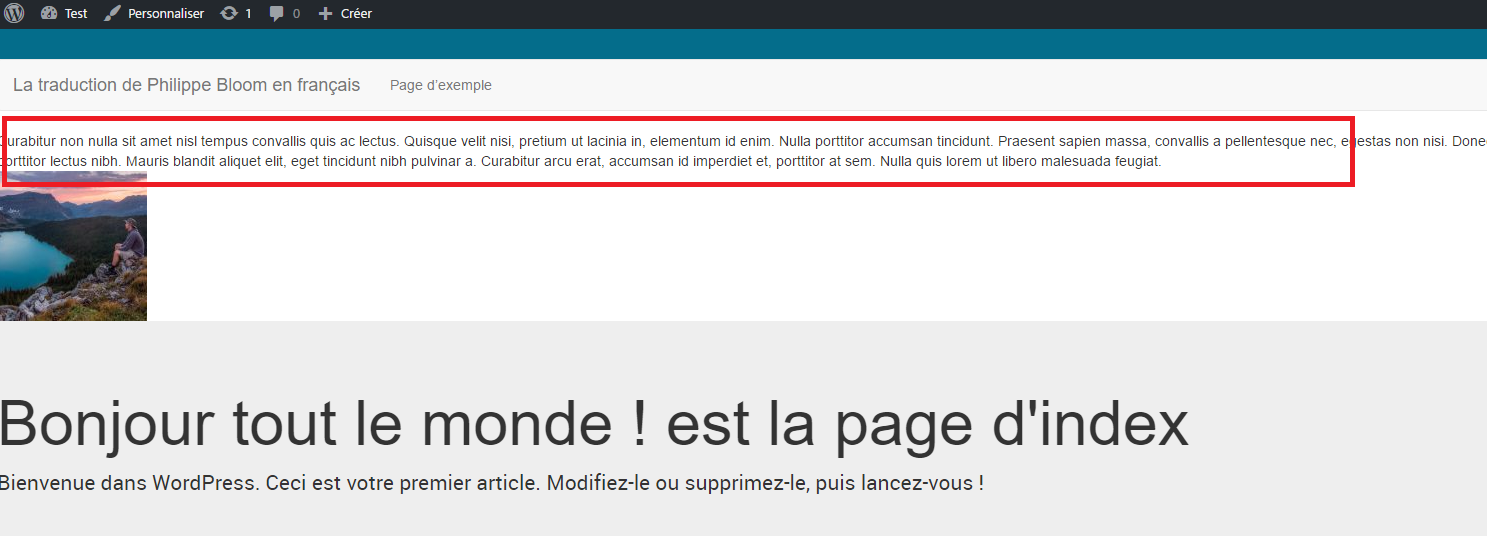 Test Personnaliser 1 0 Créer
La traduction de Philippe Bloom en français Page d'exemple
Curabitur non nulla sit amet nisl tempus convallis quis ac lectus. Quisque velit nisi, pretium ut lacinia in, elementum id enim. Nulla porttitor accumsan tincidunt. Praesent sapien massa, convallis a pellentesque nec, egestas non nisi. Donec
porttitor lectus nibh. Mauris blandit aliquet elit, eget tincidunt nibh pulvinar a. Curabitur arcu erat, accumsan id imperdiet et, porttitor at sem. Nulla quis lorem ut libero malesuada feugiat.
Bonjour tout le monde ! est la page d'index
Bienvenue dans WordPress. Ceci est votre premier article. Modifiez-le ou supprimez-le, puis lancez-vous !